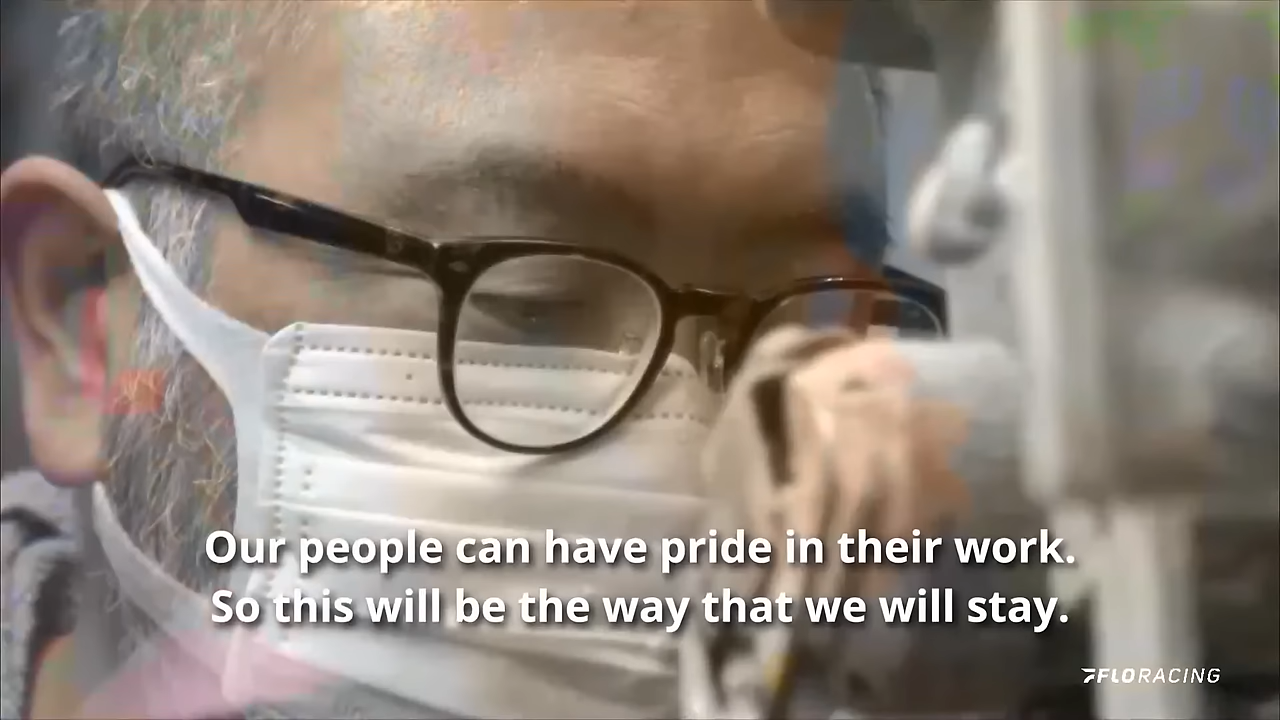 Our people can have pride in their work.
So this will be the way that we will stay.
FLORACING